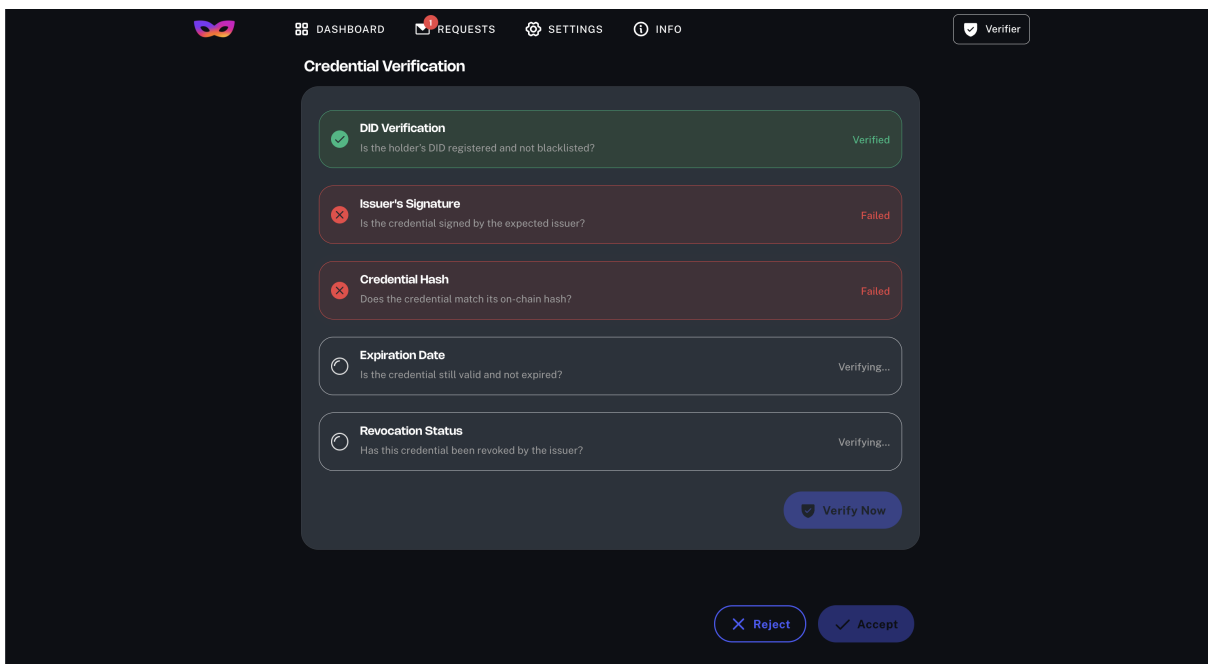 DASHBOARD 1 REQUESTS SETTINGS INFO Verifier
Credential Verification
DID Verification
Is the holder's DID registered and not blacklisted?
Verified
Issuer's Signature
Is the credential signed by the expected issuer?
Failed
Credential Hash
Does the credential match its on-chain hash?
Failed
Expiration Date
Is the credential still valid and not expired?
Verifying...
Revocation Status
Has this credential been revoked by the issuer?
Verifying...
Verify Now
Reject Accept